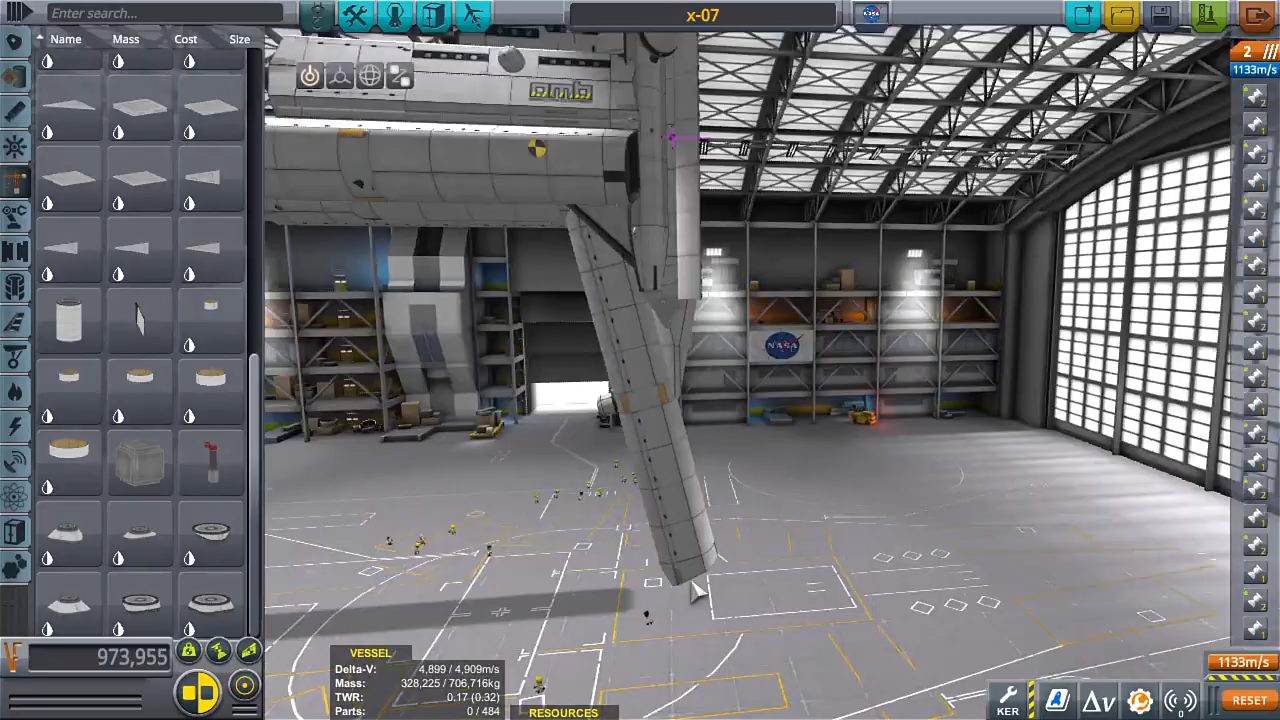 Enter search...
x-07
Name Mass Cost Size
2
1133m/s
NASA
973,955
VESSEL
Delta-V: 4,899 / 4,909m/s
Mass: 328,225 / 706,716kg
TWR: 0.17 (0.32)
Parts: 0 / 484
RESOURCES
1133m/s
KER
Δv
RESET